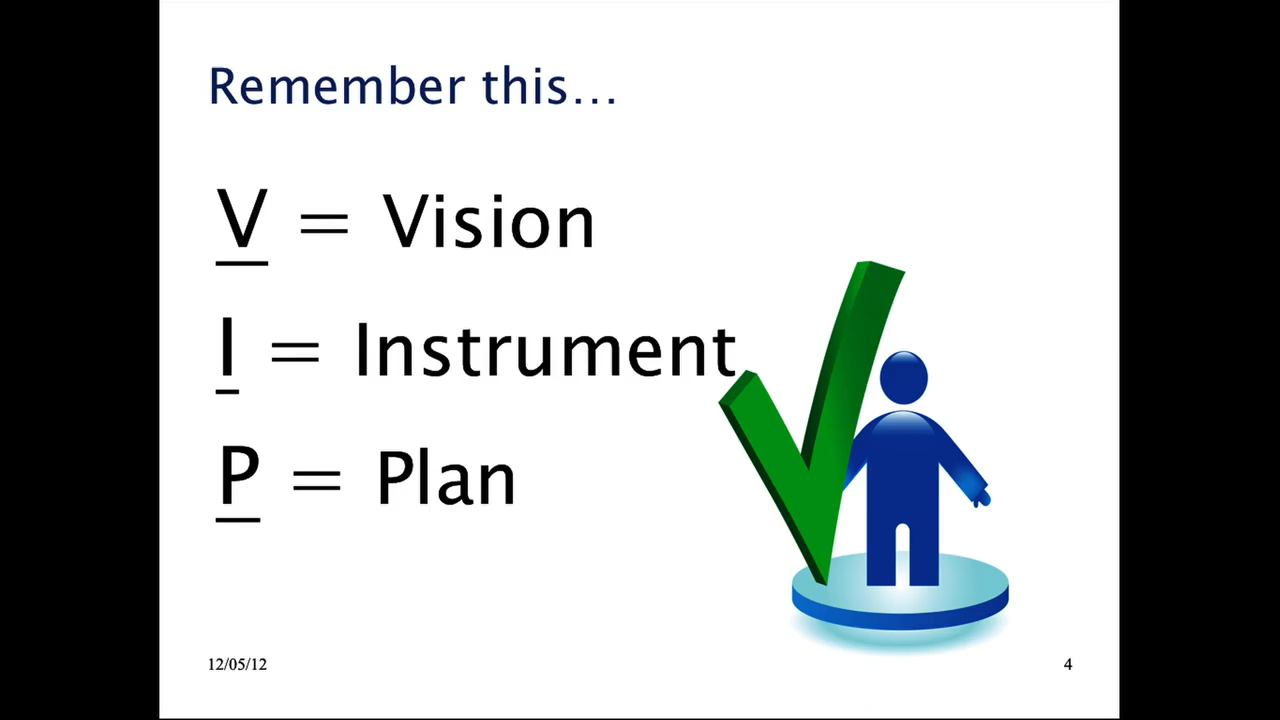 Remember this…
V = Vision
I = Instrument
P = Plan
12/05/12
4